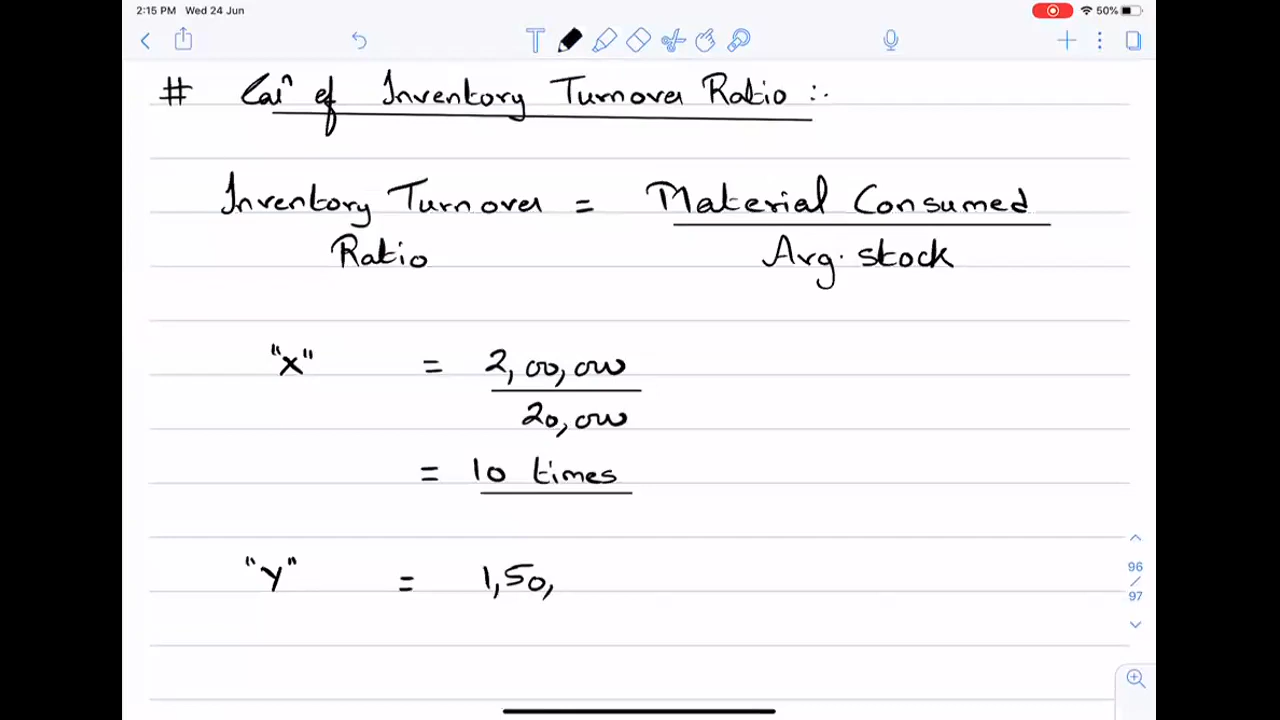 2:15 PM Wed 24 Jun
50%
# Calⁿ of Inventory Turnover Ratio :-
Inventory Turnover = Material Consumed
Ratio Avg. stock
"X" = 2,00,000
20,000
= 10 times
"Y" = 1,50,
96
/
97